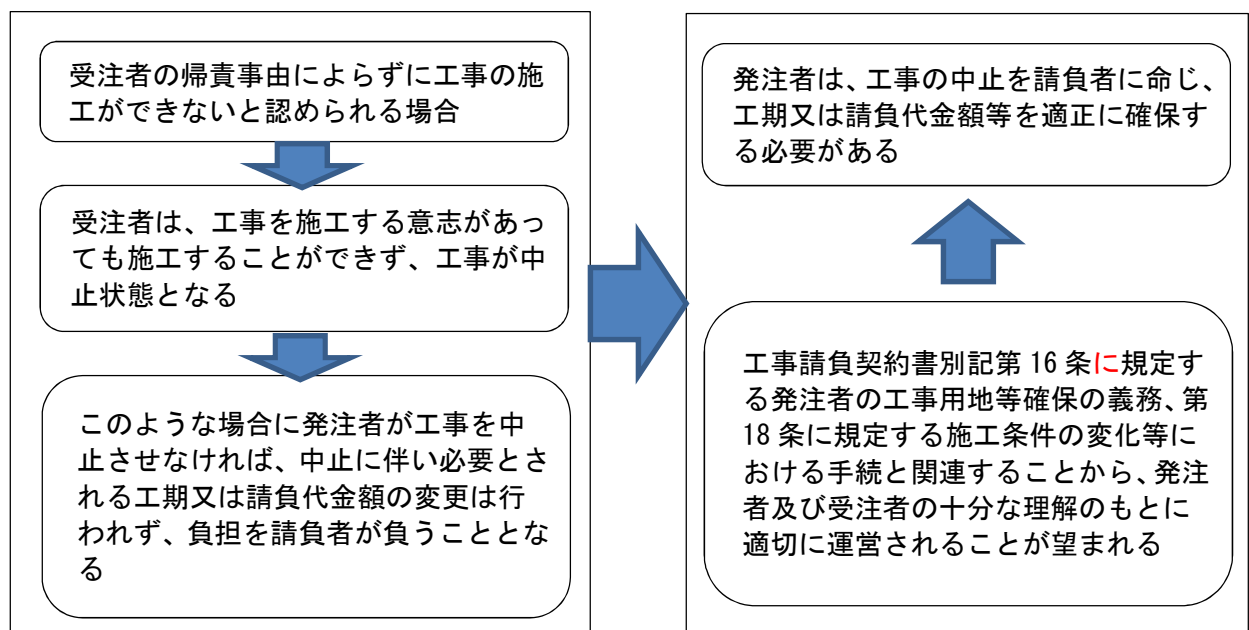 受注者の帰責事由によらずに工事の施
工ができないと認められる場合
受注者は、工事を施工する意志があっ
ても施工することができず、工事が中
止状態となる
このような場合に発注者が工事を中
止させなければ、中止に伴い必要とさ
れる工期又は請負代金額の変更は行
われず、負担を請負者が負うこととな
る
発注者は、工事の中止を請負者に命じ、
工期又は請負代金額等を適正に確保す
る必要がある
工事請負契約書別記第 16 条に規定す
る発注者の工事用地等確保の義務、第
18 条に規定する施工条件の変化等に
おける手続と関連することから、発注
者及び受注者の十分な理解のもとに
適切に運営されることが望まれる